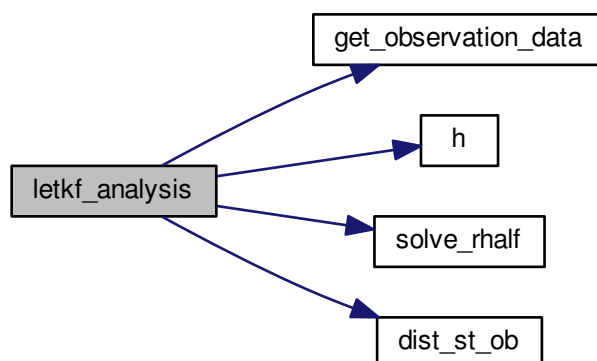 get_observation_data
h
letkf_analysis
solve_rhalf
dist_st_ob